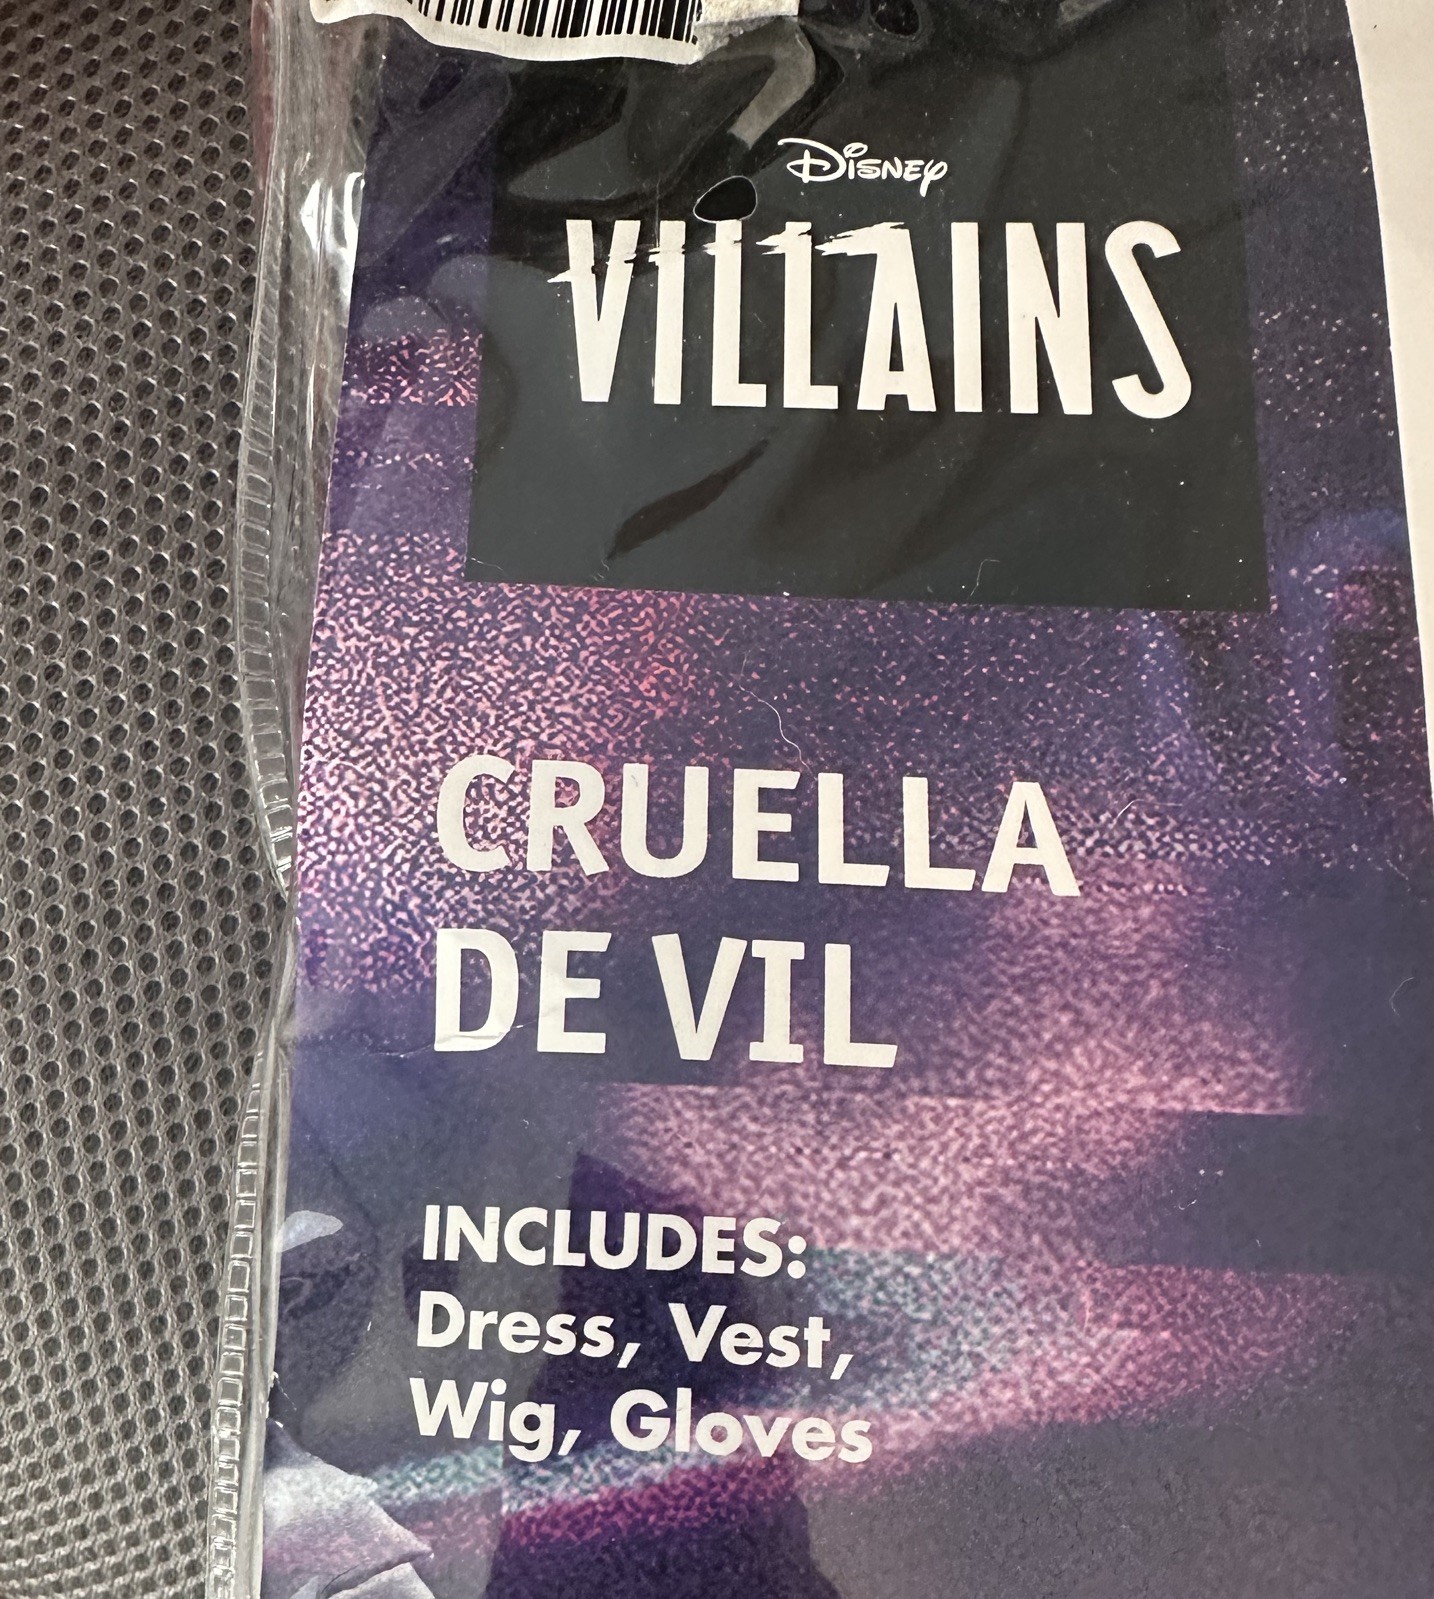 Disney
VILLAINS
CRUELLA
DE VIL
INCLUDES:
Dress, Vest,
Wig, Gloves